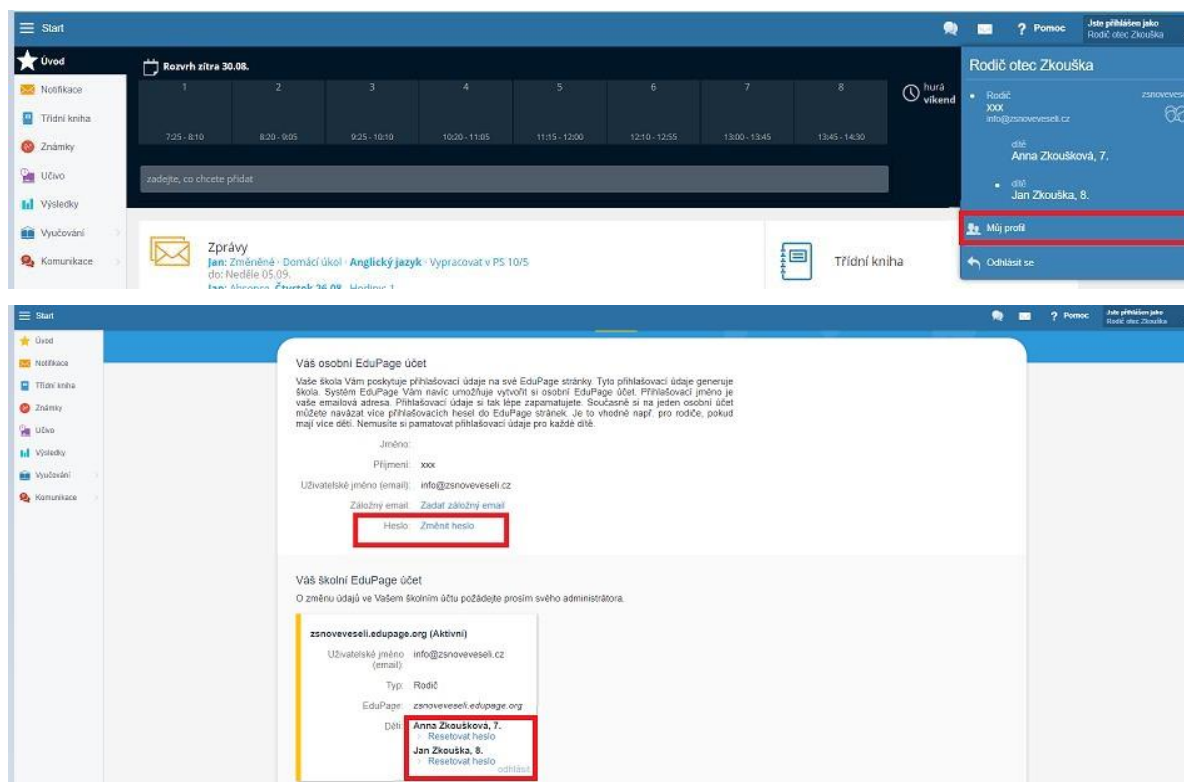 Start
? Pomoc
Jste přihlášen jako
Rodič otec Zkouška
Úvod
Notifikace
Třídní kniha
Známky
Učivo
Výsledky
Vyučování
Komunikace
Rozvrh zítra 30.08.
1 2 3 4 5 6 7 8
7:25 - 8:10 8:20 - 9:05 9:25 - 10:10 10:20 - 11:05 11:15 - 12:00 12:10 - 12:55 13:00 - 13:45 13:45 - 14:30
hurá
víkend
zadejte, co chcete přidat
Zprávy
Jan: Změněné · Domácí úkol · Anglický jazyk · Vypracovat v PS 10/5
do: Neděle 05.09.
Jan: Absence, Čtvrtek 26.08., Hodiny: 1
Třídní kniha
Rodič otec Zkouška
Rodič
xxx
info@zsnoveveseli.cz
dítě
Anna Zkoušková, 7.
dítě
Jan Zkouška, 8.
Můj profil
Odhlásit se
Start
? Pomoc
Jste přihlášen jako
Rodič otec Zkouška
Úvod
Notifikace
Třídní kniha
Známky
Učivo
Výsledky
Vyučování
Komunikace
Váš osobní EduPage účet
Vaše škola Vám poskytuje přihlašovací údaje na své EduPage stránky. Tyto přihlašovací údaje generuje
škola. Systém EduPage Vám navíc umožňuje vytvořit si osobní EduPage účet. Přihlašovací jméno je
vaše emailová adresa. Přihlašovací údaje si tak lépe zapamatujete. Současně si na jeden osobní účet
můžete navázat více přihlašovacích hesel do EduPage stránek. Je to vhodné např. pro rodiče, pokud
mají více dětí. Nemusíte si pamatovat přihlašovací údaje pro každé dítě.
Jméno:
Příjmení: xxx
Uživatelské jméno (email): info@zsnoveveseli.cz
Záložný email: Zadat záložný email
Heslo: Změnit heslo
Váš školní EduPage účet
O změnu údajů ve Vašem školním účtu požádejte prosím svého administrátora.
zsnoveveseli.edupage.org (Aktivní)
Uživatelské jméno info@zsnoveveseli.cz
(email):
Typ: Rodič
EduPage: zsnoveveseli.edupage.org
Děti: Anna Zkoušková, 7.
Resetovat heslo
Jan Zkouška, 8.
Resetovat heslo
odhlásit